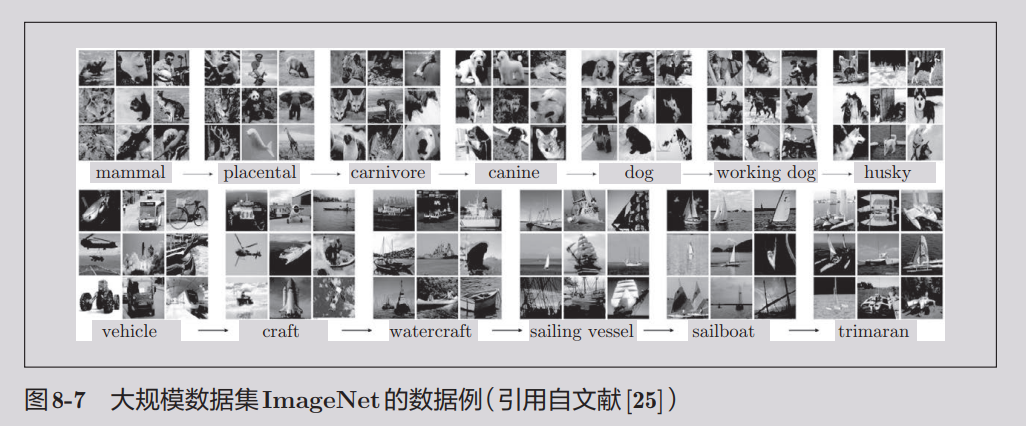 mammal → placental → carnivore → canine → dog → working dog → husky
vehicle → craft → watercraft → sailing vessel → sailboat → trimaran
图8-7 大规模数据集ImageNet的数据例(引用自文献[25])